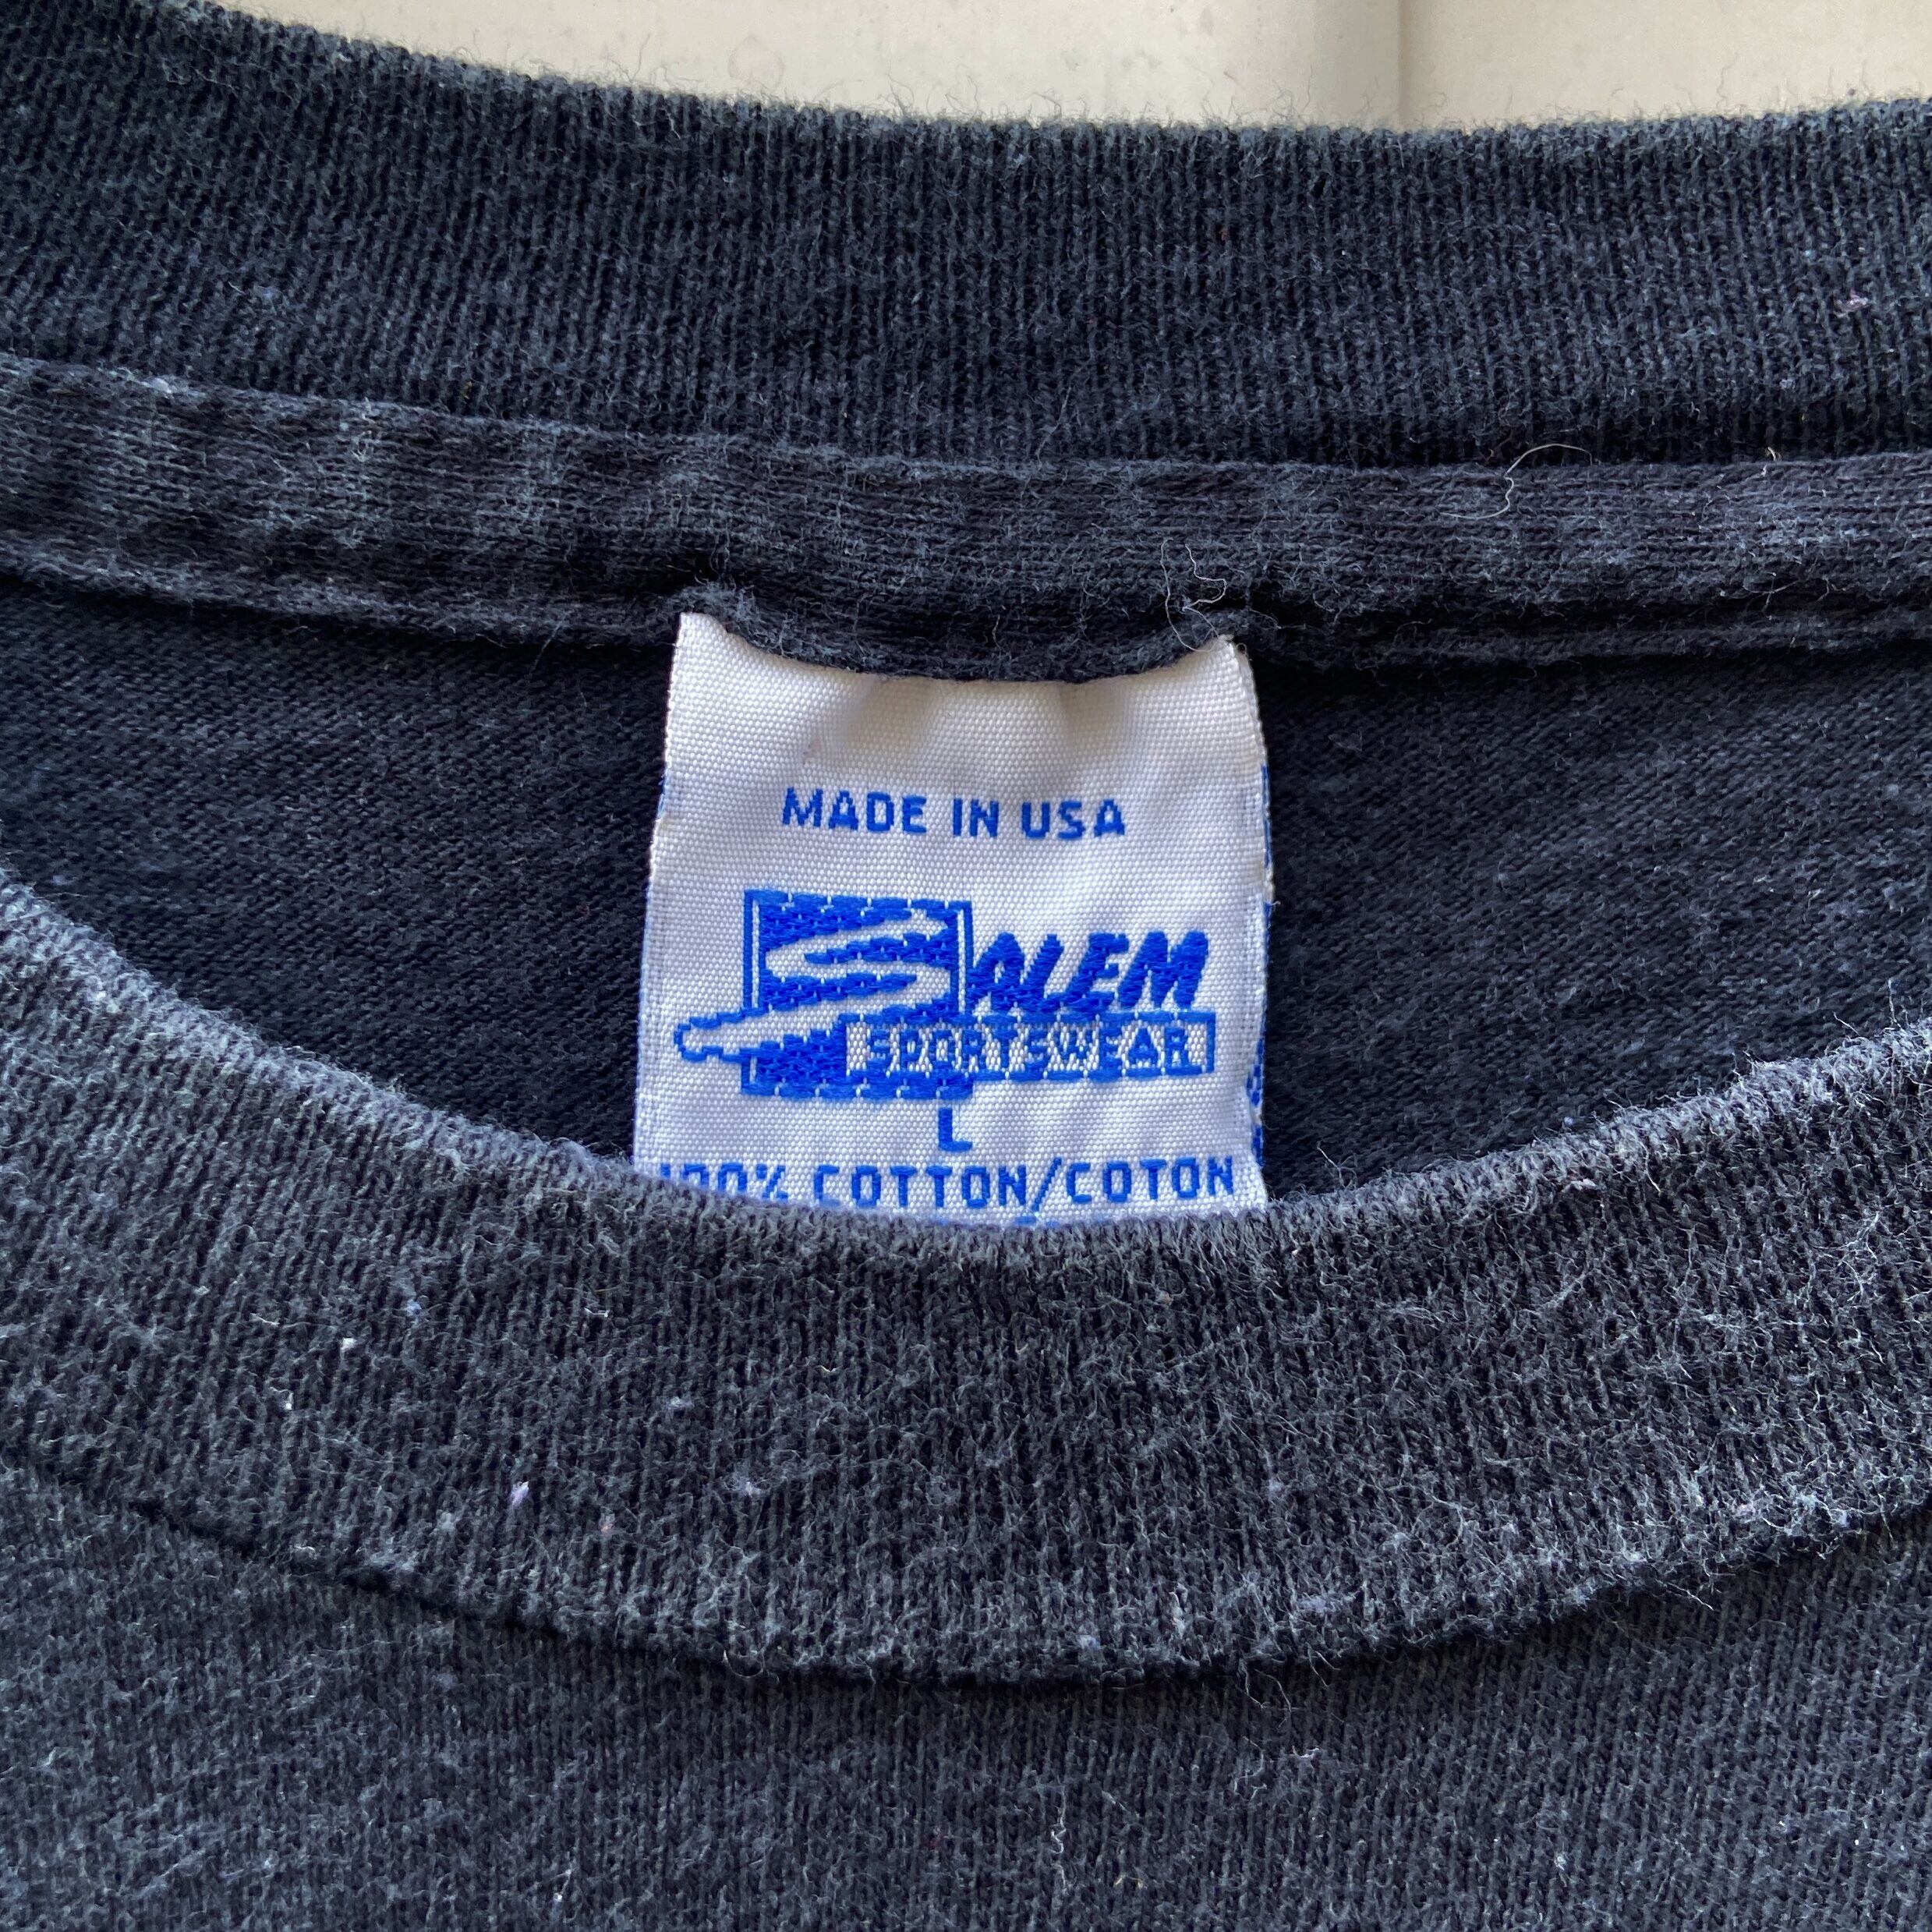 MADE IN USA
SALEM
SPORTSWEAR
L
100% COTTON/COTON